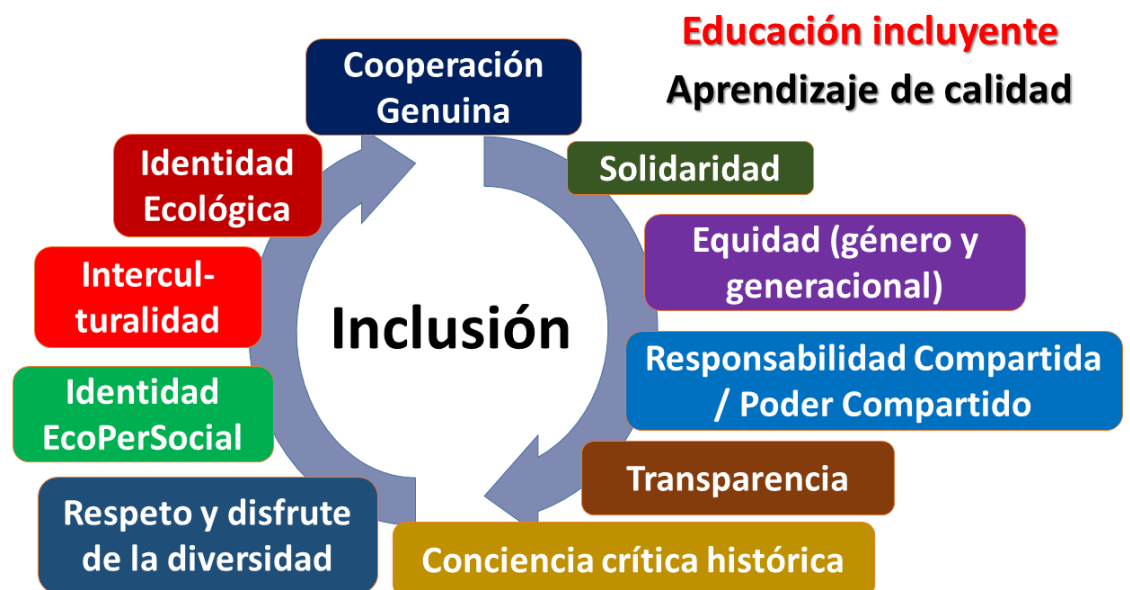 Educación incluyente
Aprendizaje de calidad
Cooperación
Genuina
Solidaridad
Equidad (género y
generacional)
Responsabilidad Compartida
/ Poder Compartido
Transparencia
Conciencia crítica histórica
Respeto y disfrute
de la diversidad
Identidad
EcoPerSocial
Intercul-
turalidad
Identidad
Ecológica
Inclusión